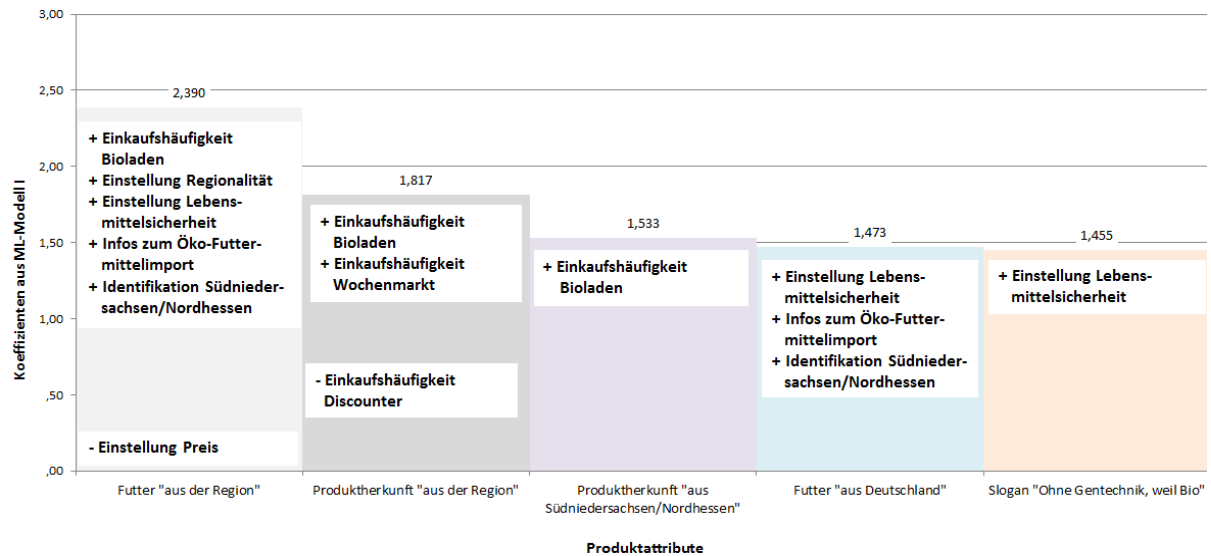 3,00
2,50
2,00
1,50
1,00
,50
,00
Koeffizienten aus ML-Modell I
2,390
+ Einkaufshäufigkeit
Bioladen
+ Einstellung Regionalität
+ Einstellung Lebens-
mittelsicherheit
+ Infos zum Öko-Futter-
mittelimport
+ Identifikation Südnieder-
sachsen/Nordhessen
- Einstellung Preis
1,817
+ Einkaufshäufigkeit
Bioladen
+ Einkaufshäufigkeit
Wochenmarkt
- Einkaufshäufigkeit
Discounter
1,533
+ Einkaufshäufigkeit
Bioladen
1,473
+ Einstellung Lebens-
mittelsicherheit
+ Infos zum Öko-Futter-
mittelimport
+ Identifikation Südnieder-
sachsen/Nordhessen
1,455
+ Einstellung Lebens-
mittelsicherheit
Futter "aus der Region"
Produktherkunft "aus der Region"
Produktherkunft "aus
Südniedersachsen/Nordhessen"
Futter "aus Deutschland"
Slogan "Ohne Gentechnik, weil Bio"
Produktattribute